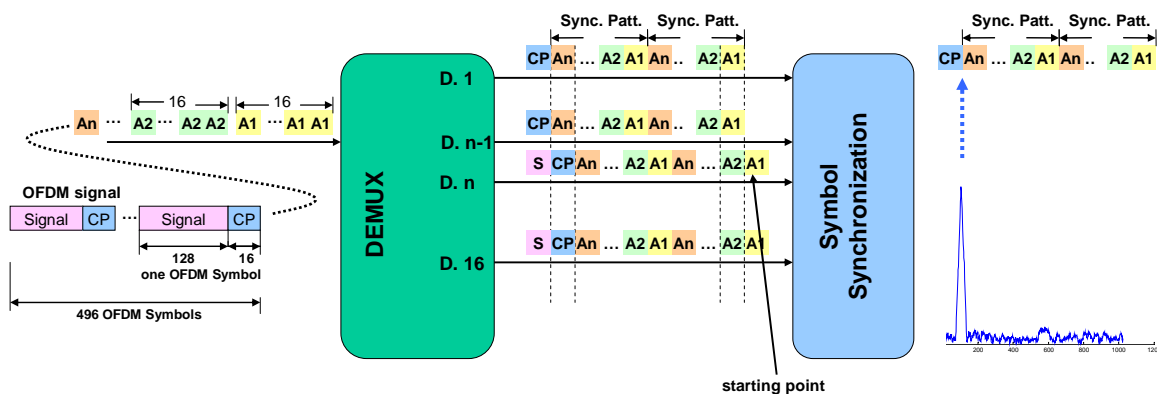 Sync. Patt. Sync. Patt.
CP An ... A2 A1 An .. A2 A1
D. 1
16 16
An ... A2 ... A2 A2 A1 ... A1 A1
CP An ... A2 A1 An .. A2 A1
D. n-1
S CP An ... A2 A1 An ... A2 A1
D. n
OFDM signal
Signal CP ... Signal CP
128 16
one OFDM Symbol
496 OFDM Symbols
DEMUX
S CP An ... A2 A1 An ... A2 A1
D. 16
starting point
Symbol
Synchronization
Sync. Patt. Sync. Patt.
CP An ... A2 A1 An .. A2 A1
200 400 600 800 1000 120